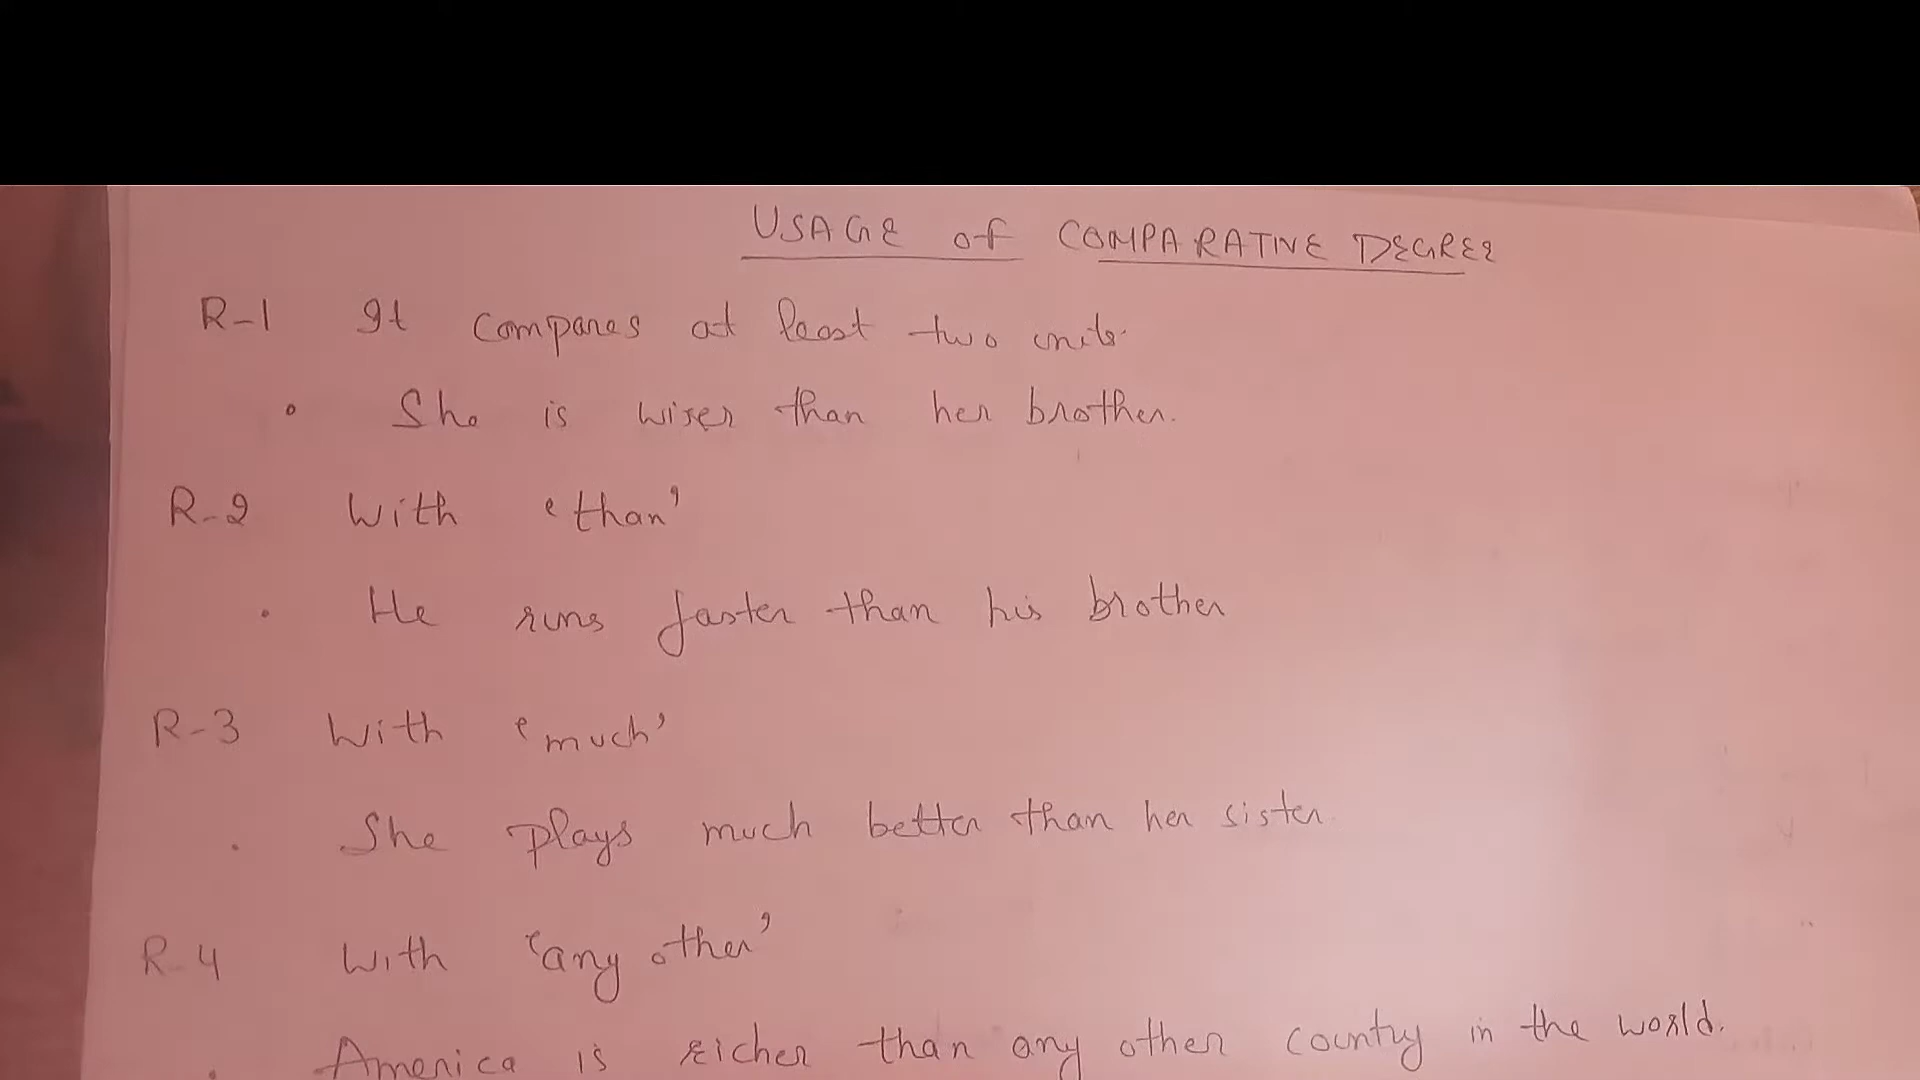 USAGE of COMPARATIVE DEGREE
R-1 It compares at least two units.
• She is wiser than her brother.
R-2 With 'than'
• He runs faster than his brother
R-3 With 'much'
• She plays much better than her sister.
R-4 With 'any other'
• America is richer than any other country in the world.